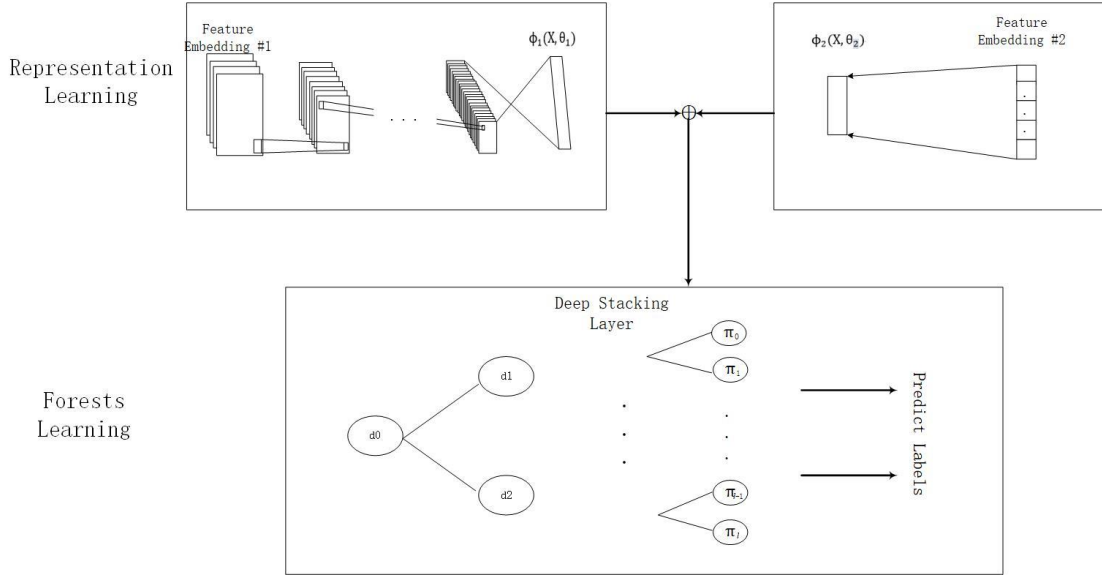 Representation
Learning
Feature
Embedding #1
ϕ₁(X,θ₁)
. . .
ϕ₂(X,θ₂)
Feature
Embedding #2
Deep Stacking
Layer
Forests
Learning
d0
d1
d2
π₀
π₁
πₗ₋₁
πₗ
Predict Labels